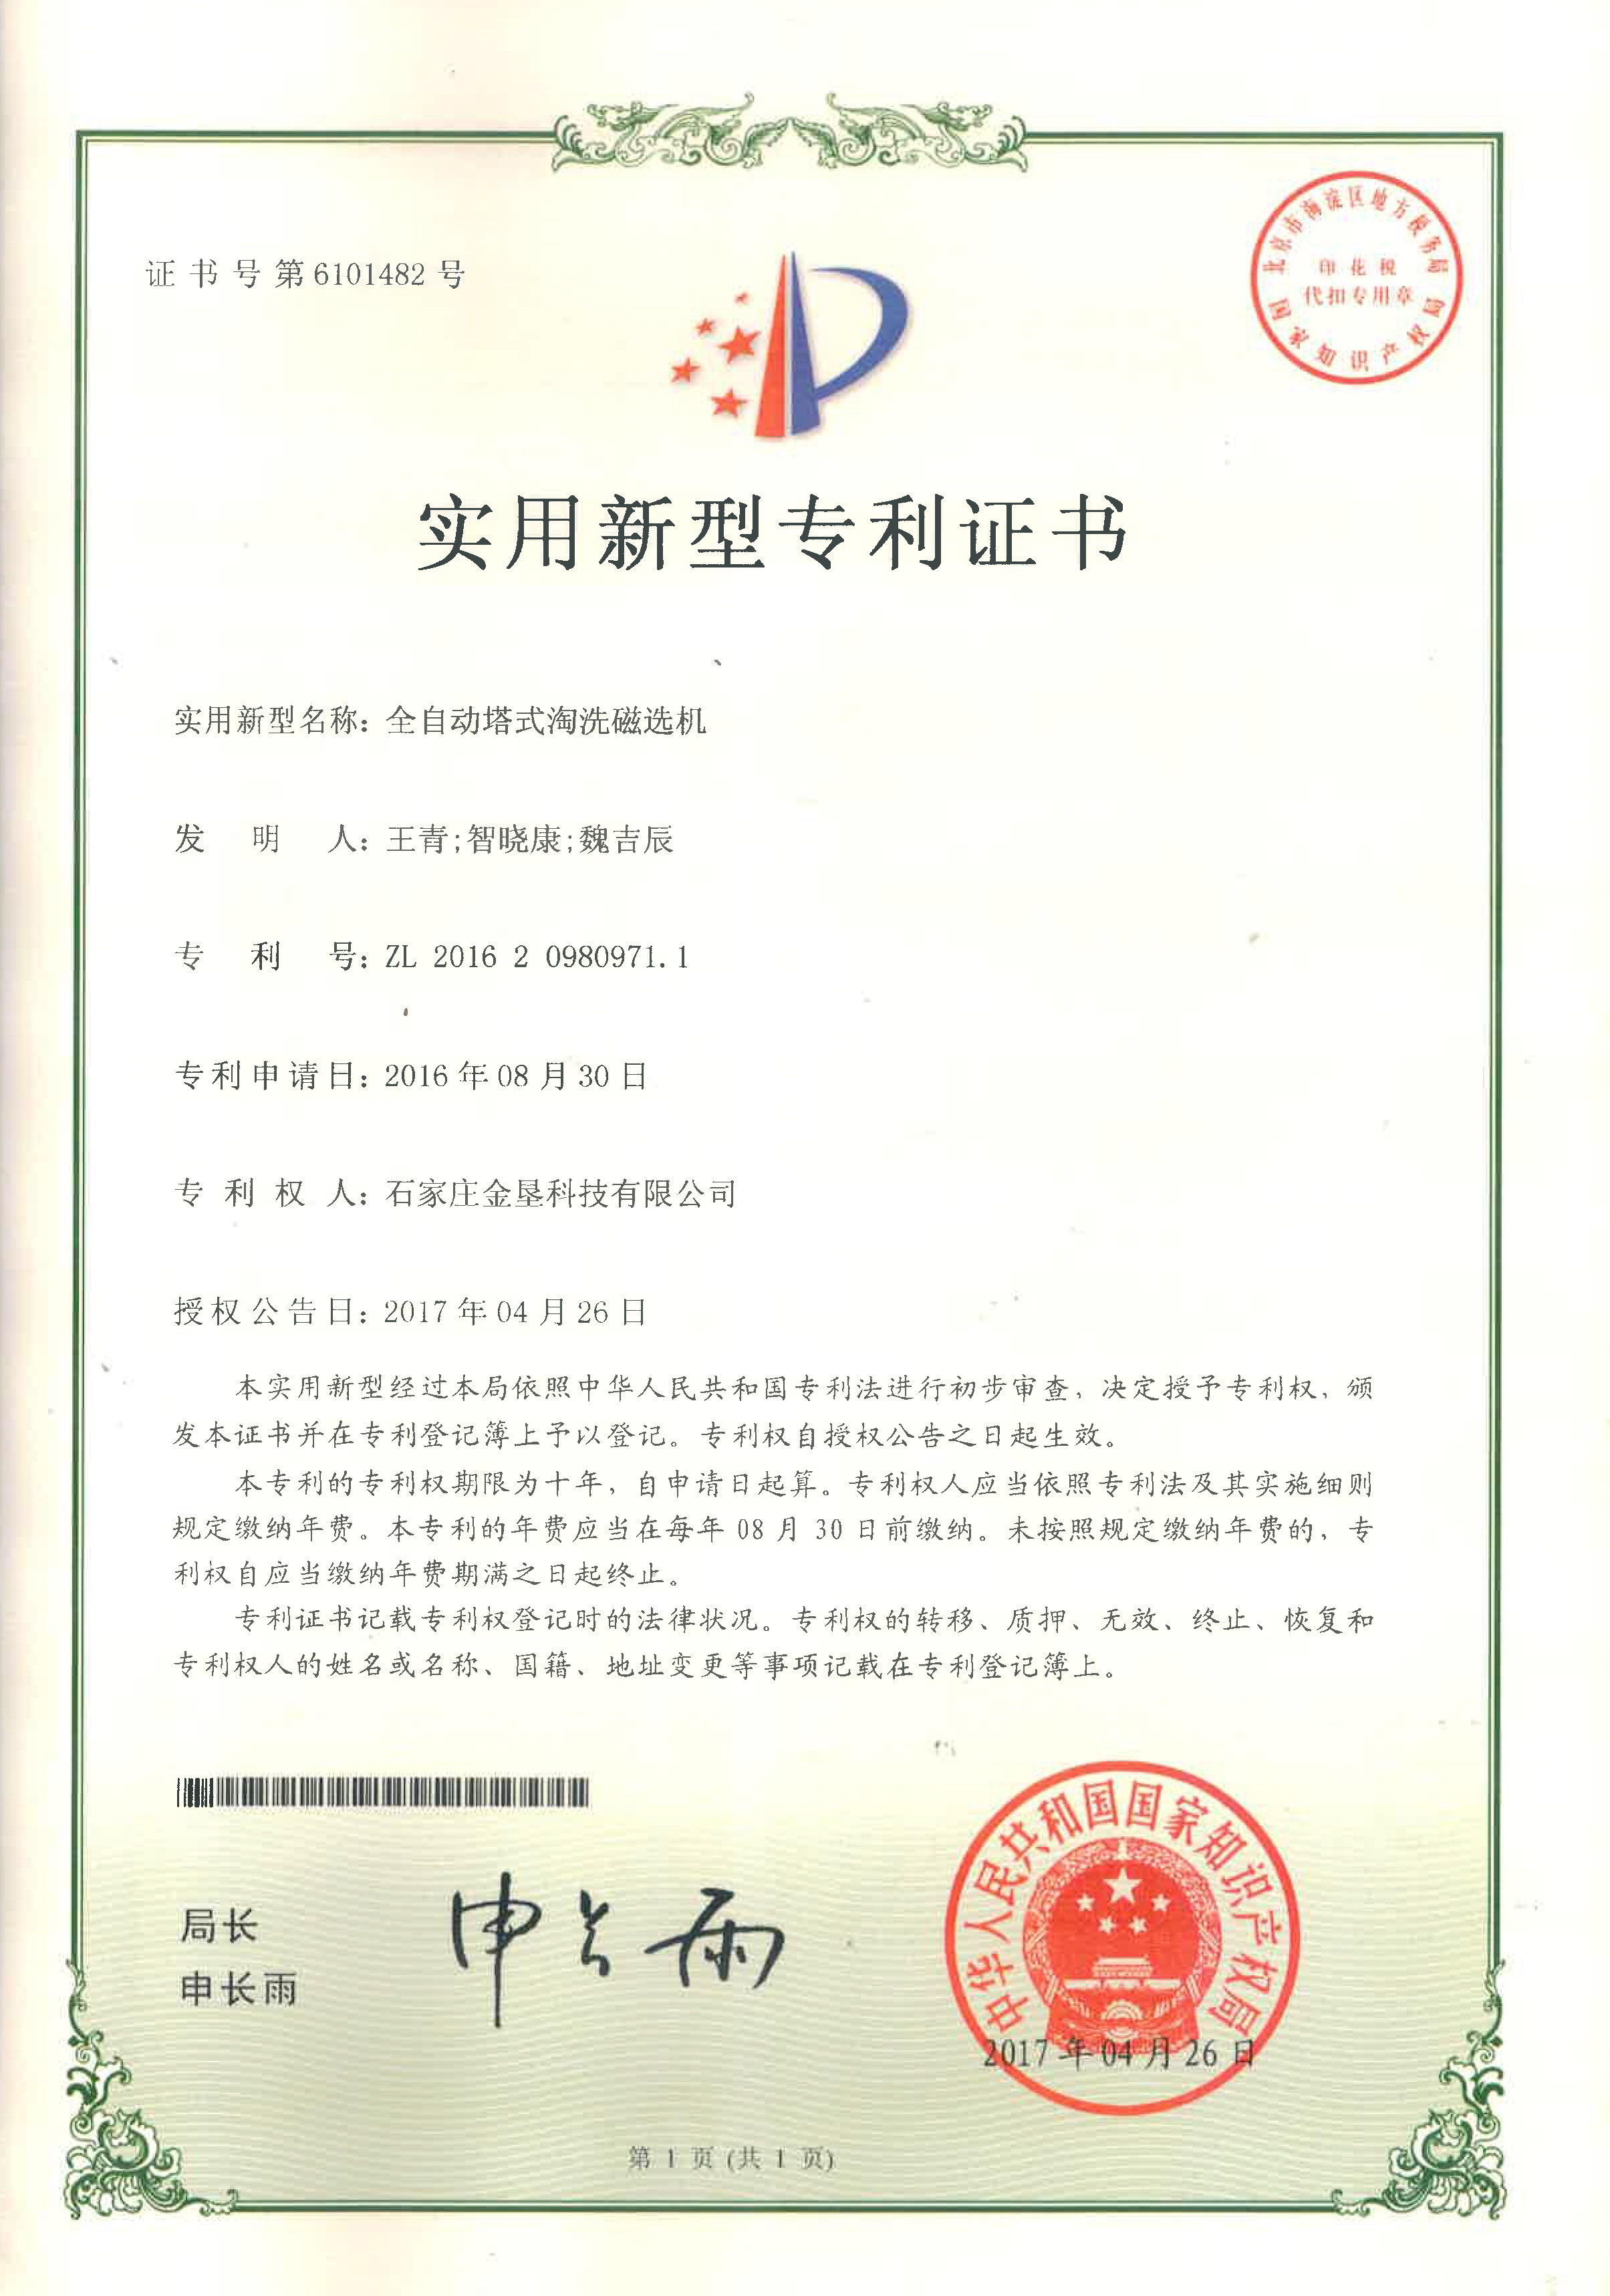 证书号第6101482号
北京市海淀区地方税务局
印花税
代扣专用章
国家知识产权局
实用新型专利证书
实用新型名称：全自动塔式淘洗磁选机
发明人：王青;智晓康;魏吉辰
专利号：ZL 2016 2 0980971.1
专利申请日：2016年08月30日
专利权人：石家庄金垦科技有限公司
授权公告日：2017年04月26日
本实用新型经过本局依照中华人民共和国专利法进行初步审查，决定授予专利权，颁
发本证书并在专利登记簿上予以登记。专利权自授权公告之日起生效。
本专利的专利权期限为十年，自申请日起算。专利权人应当依照专利法及其实施细则
规定缴纳年费。本专利的年费应当在每年08月30日前缴纳。未按照规定缴纳年费的，专
利权自应当缴纳年费期满之日起终止。
专利证书记载专利权登记时的法律状况。专利权的转移、质押、无效、终止、恢复和
专利权人的姓名或名称、国籍、地址变更等事项记载在专利登记簿上。
局长
申长雨
申长雨
中华人民共和国国家知识产权局
2017年04月26日
第1页(共1页)